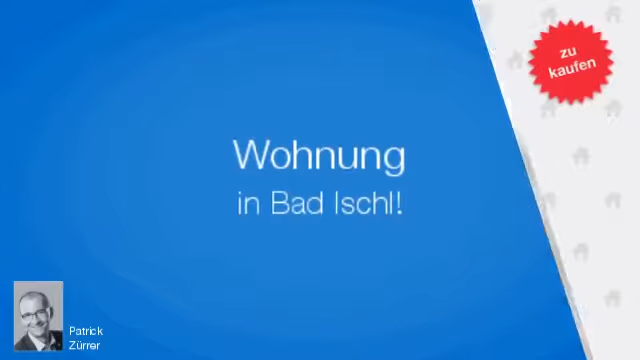 zu
kaufen
Wohnung
in Bad Ischl!
Patrick
Zürrer